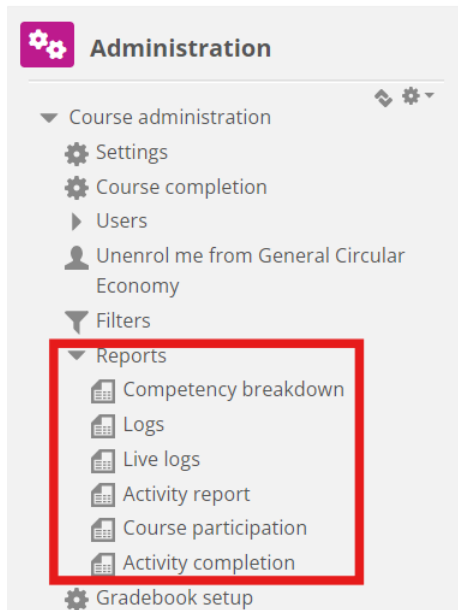 Administration
Course administration
Settings
Course completion
Users
Unenrol me from General Circular
Economy
Filters
Reports
Competency breakdown
Logs
Live logs
Activity report
Course participation
Activity completion
Gradebook setup